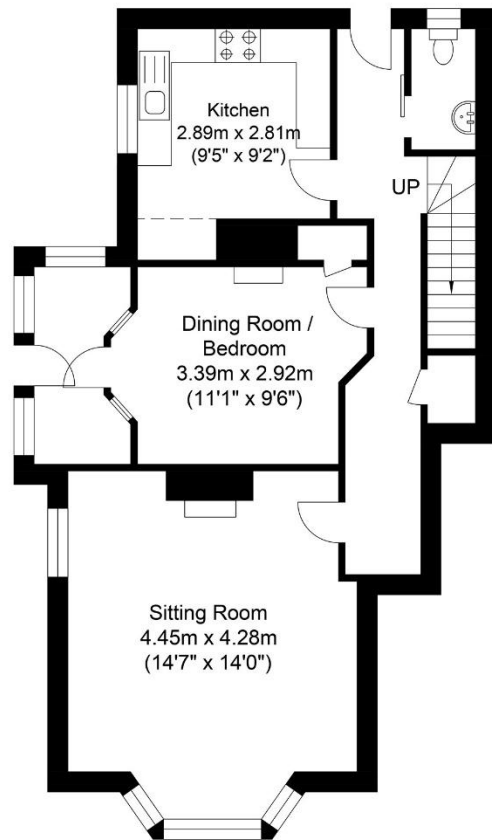 Kitchen
2.89m x 2.81m
(9'5" x 9'2")
UP
Dining Room /
Bedroom
3.39m x 2.92m
(11'1" x 9'6")
Sitting Room
4.45m x 4.28m
(14'7" x 14'0")